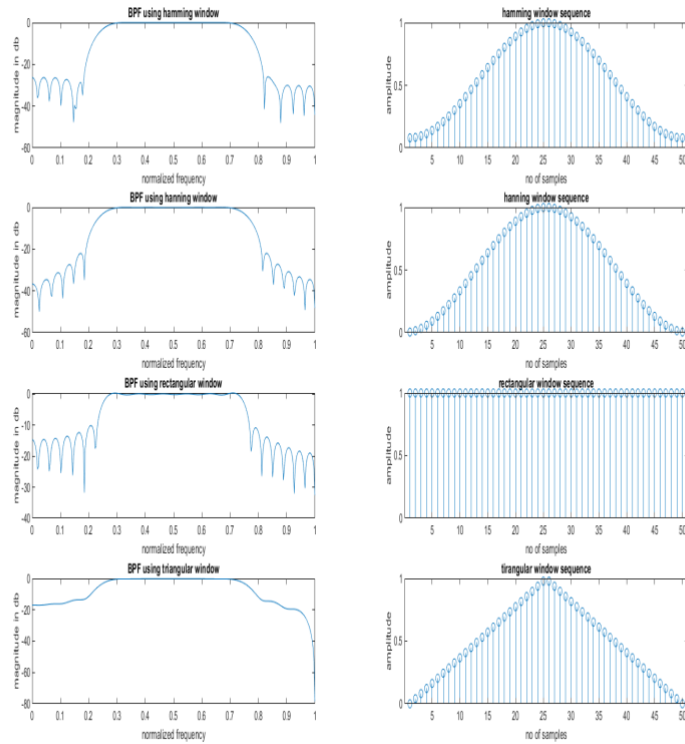 BPF using hamming window
magnitude in db
0
-20
-40
-60
0 0.1 0.2 0.3 0.4 0.5 0.6 0.7 0.8 0.9 1
normalized frequency
hamming window sequence
amplitude
1
0.5
0
5 10 15 20 25 30 35 40 45 50
no of samples
BPF using hanning window
magnitude in db
0
-20
-40
-60
0 0.1 0.2 0.3 0.4 0.5 0.6 0.7 0.8 0.9 1
normalized frequency
hanning window sequence
amplitude
1
0.5
0
5 10 15 20 25 30 35 40 45 50
no of samples
BPF using rectangular window
magnitude in db
0
-10
-20
-30
-40
0 0.1 0.2 0.3 0.4 0.5 0.6 0.7 0.8 0.9 1
normalized frequency
rectangular window sequence
amplitude
1
0.5
0
5 10 15 20 25 30 35 40 45 50
no of samples
BPF using triangular window
magnitude in db
0
-20
-40
-60
-80
0 0.1 0.2 0.3 0.4 0.5 0.6 0.7 0.8 0.9 1
normalized frequency
tirangular window sequence
amplitude
1
0.5
0
5 10 15 20 25 30 35 40 45 50
no of samples